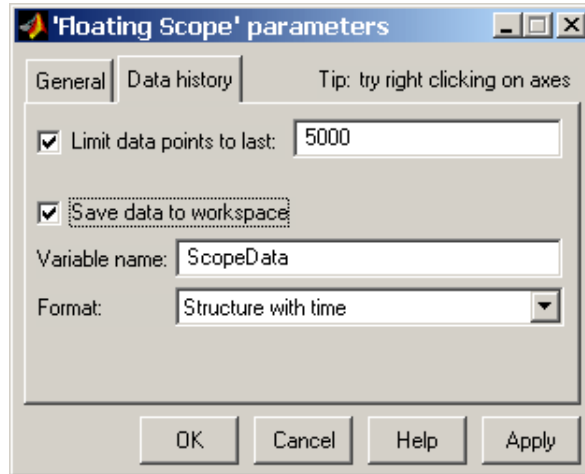 'Floating Scope' parameters
General Data history Tip: try right clicking on axes
Limit data points to last: 5000
Save data to workspace
Variable name: ScopeData
Format: Structure with time
OK Cancel Help Apply